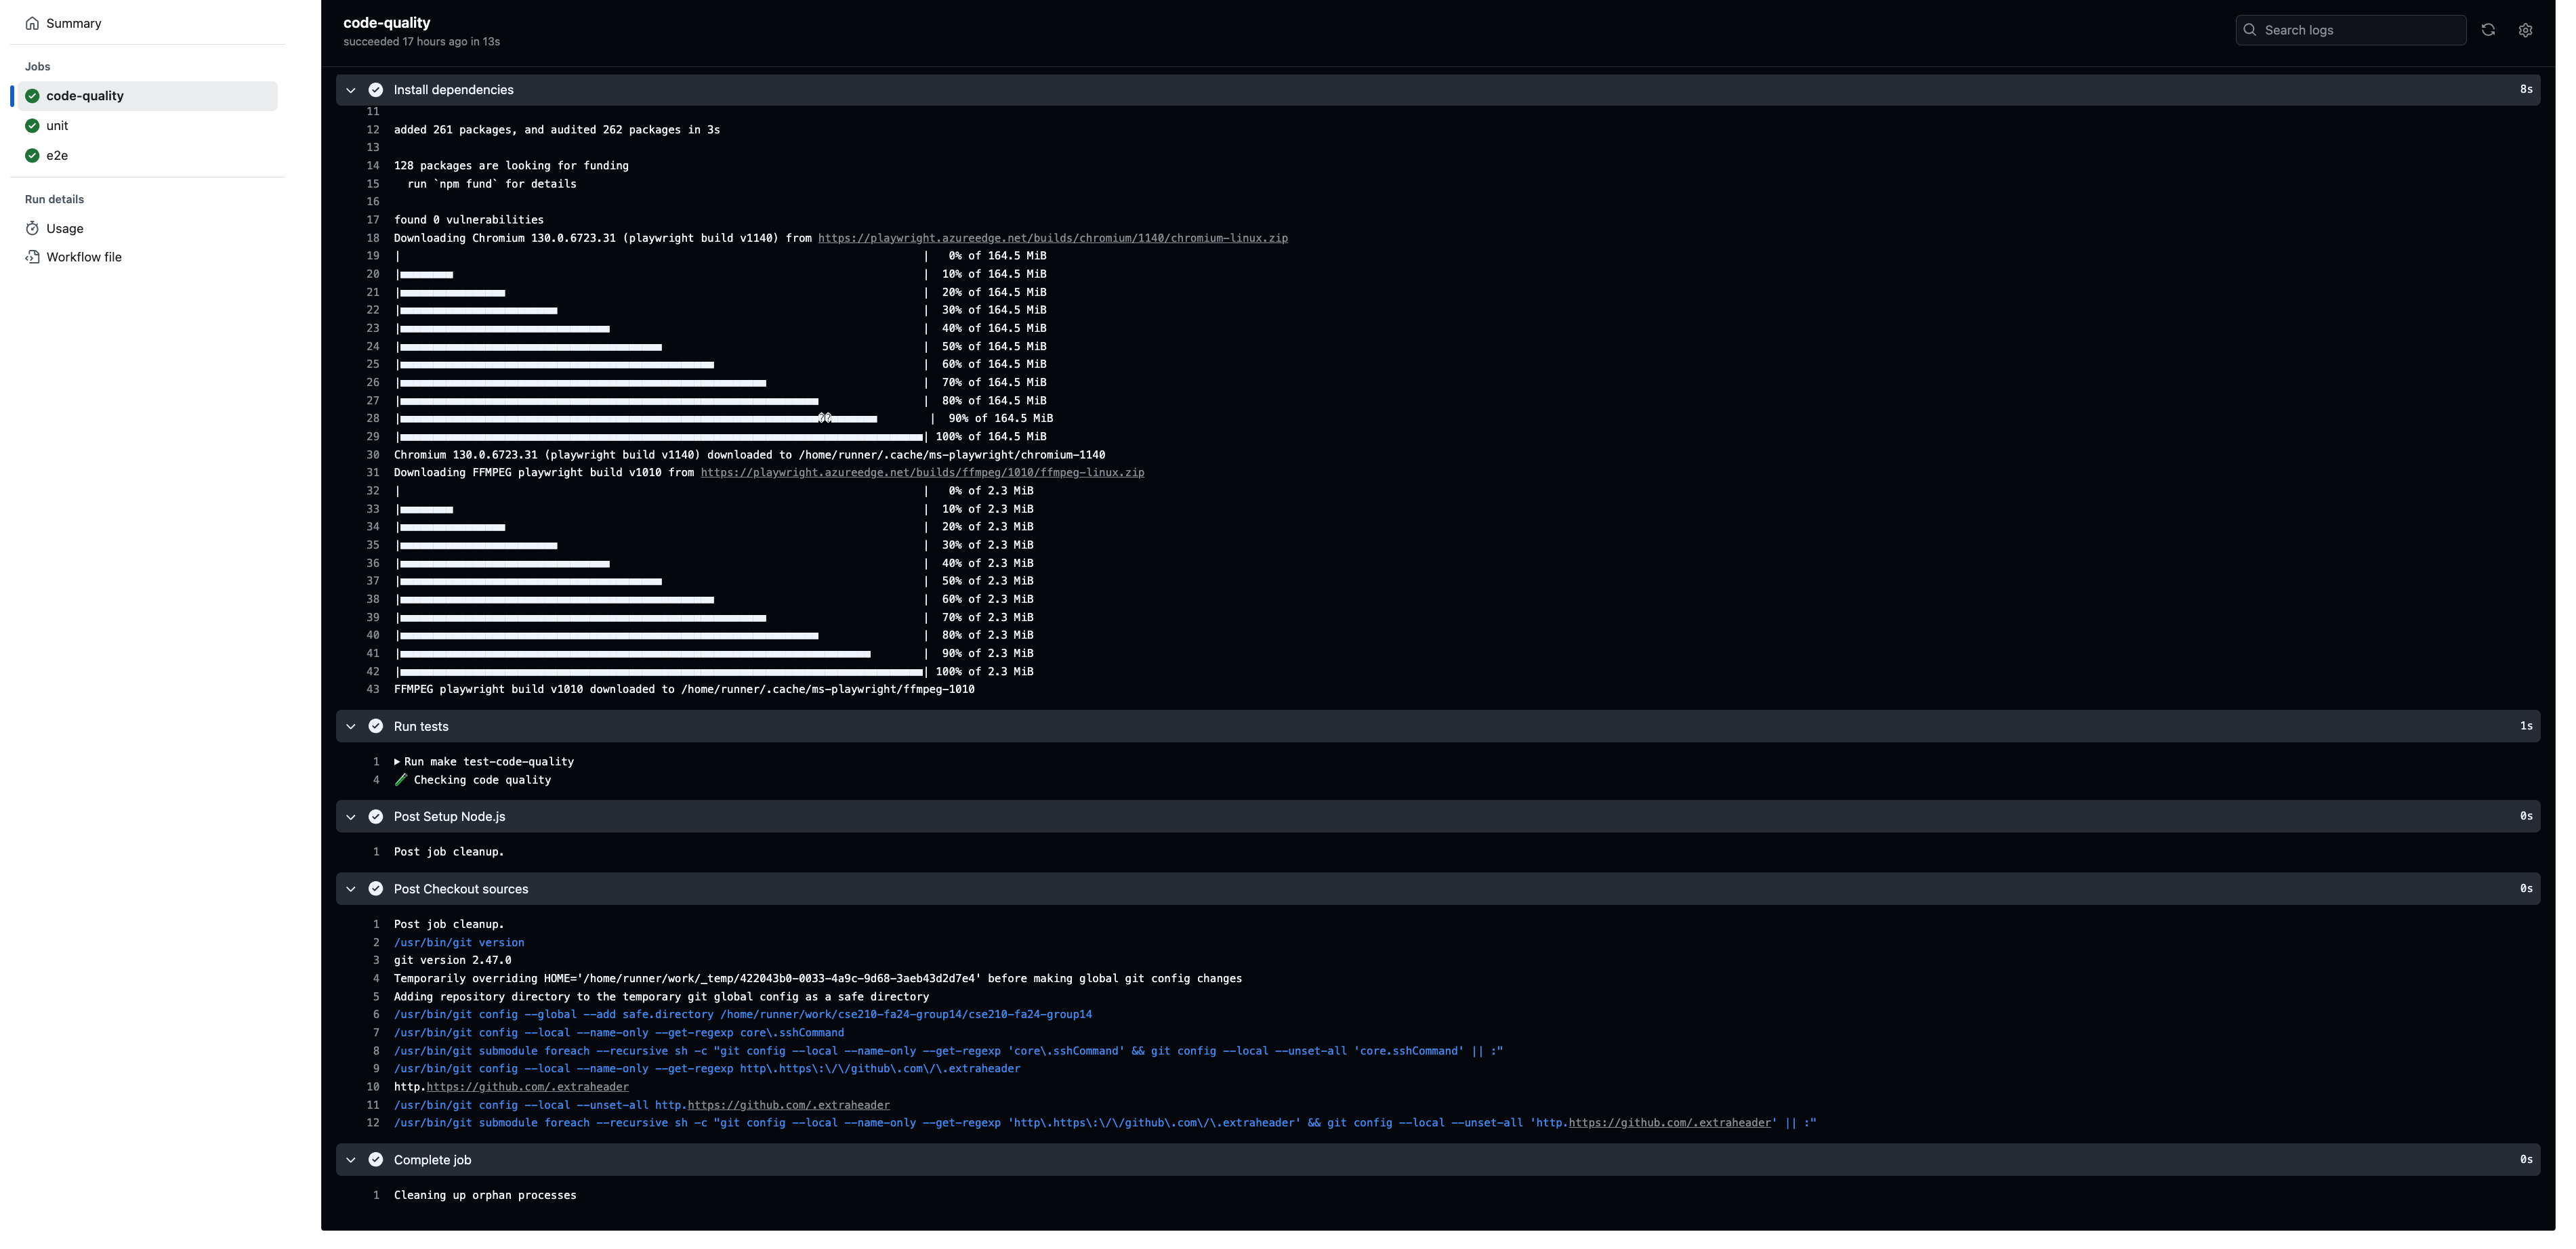 Summary
Jobs
code-quality
unit
e2e
Run details
Usage
Workflow file
code-quality
succeeded 17 hours ago in 13s
Search logs
Install dependencies 8s
11
12 added 261 packages, and audited 262 packages in 3s
13
14 128 packages are looking for funding
15   run `npm fund` for details
16
17 found 0 vulnerabilities
18 Downloading Chromium 130.0.6723.31 (playwright build v1140) from https://playwright.azureedge.net/builds/chromium/1140/chromium-linux.zip
19 | | 0% of 164.5 MiB
20 |■■■■■■■■ | 10% of 164.5 MiB
21 |■■■■■■■■■■■■■■■■ | 20% of 164.5 MiB
22 |■■■■■■■■■■■■■■■■■■■■■■■■ | 30% of 164.5 MiB
23 |■■■■■■■■■■■■■■■■■■■■■■■■■■■■■■■■ | 40% of 164.5 MiB
24 |■■■■■■■■■■■■■■■■■■■■■■■■■■■■■■■■■■■■■■■■ | 50% of 164.5 MiB
25 |■■■■■■■■■■■■■■■■■■■■■■■■■■■■■■■■■■■■■■■■■■■■■■■■ | 60% of 164.5 MiB
26 |■■■■■■■■■■■■■■■■■■■■■■■■■■■■■■■■■■■■■■■■■■■■■■■■■■■■■■■■ | 70% of 164.5 MiB
27 |■■■■■■■■■■■■■■■■■■■■■■■■■■■■■■■■■■■■■■■■■■■■■■■■■■■■■■■■■■■■■■■■ | 80% of 164.5 MiB
28 |■■■■■■■■■■■■■■■■■■■■■■■■■■■■■■■■■■■■■■■■■■■■■■■■■■■■■■■■■■■■■■■■��■■■■■■■ | 90% of 164.5 MiB
29 |■■■■■■■■■■■■■■■■■■■■■■■■■■■■■■■■■■■■■■■■■■■■■■■■■■■■■■■■■■■■■■■■■■■■■■■■■■■■■■■■| 100% of 164.5 MiB
30 Chromium 130.0.6723.31 (playwright build v1140) downloaded to /home/runner/.cache/ms-playwright/chromium-1140
31 Downloading FFMPEG playwright build v1010 from https://playwright.azureedge.net/builds/ffmpeg/1010/ffmpeg-linux.zip
32 | | 0% of 2.3 MiB
33 |■■■■■■■■ | 10% of 2.3 MiB
34 |■■■■■■■■■■■■■■■■ | 20% of 2.3 MiB
35 |■■■■■■■■■■■■■■■■■■■■■■■■ | 30% of 2.3 MiB
36 |■■■■■■■■■■■■■■■■■■■■■■■■■■■■■■■■ | 40% of 2.3 MiB
37 |■■■■■■■■■■■■■■■■■■■■■■■■■■■■■■■■■■■■■■■■ | 50% of 2.3 MiB
38 |■■■■■■■■■■■■■■■■■■■■■■■■■■■■■■■■■■■■■■■■■■■■■■■■ | 60% of 2.3 MiB
39 |■■■■■■■■■■■■■■■■■■■■■■■■■■■■■■■■■■■■■■■■■■■■■■■■■■■■■■■■ | 70% of 2.3 MiB
40 |■■■■■■■■■■■■■■■■■■■■■■■■■■■■■■■■■■■■■■■■■■■■■■■■■■■■■■■■■■■■■■■■ | 80% of 2.3 MiB
41 |■■■■■■■■■■■■■■■■■■■■■■■■■■■■■■■■■■■■■■■■■■■■■■■■■■■■■■■■■■■■■■■■■■■■■■■■ | 90% of 2.3 MiB
42 |■■■■■■■■■■■■■■■■■■■■■■■■■■■■■■■■■■■■■■■■■■■■■■■■■■■■■■■■■■■■■■■■■■■■■■■■■■■■■■■■| 100% of 2.3 MiB
43 FFMPEG playwright build v1010 downloaded to /home/runner/.cache/ms-playwright/ffmpeg-1010
Run tests 1s
1 ▶ Run make test-code-quality
4 🧪 Checking code quality
Post Setup Node.js 0s
1 Post job cleanup.
Post Checkout sources 0s
1 Post job cleanup.
2 /usr/bin/git version
3 git version 2.47.0
4 Temporarily overriding HOME='/home/runner/work/_temp/422043b0-0033-4a9c-9d68-3aeb43d2d7e4' before making global git config changes
5 Adding repository directory to the temporary git global config as a safe directory
6 /usr/bin/git config --global --add safe.directory /home/runner/work/cse210-fa24-group14/cse210-fa24-group14
7 /usr/bin/git config --local --name-only --get-regexp core\.sshCommand
8 /usr/bin/git submodule foreach --recursive sh -c "git config --local --name-only --get-regexp 'core\.sshCommand' && git config --local --unset-all 'core.sshCommand' || :"
9 /usr/bin/git config --local --name-only --get-regexp http\.https\:\/\/github\.com\/\.extraheader
10 http.https://github.com/.extraheader
11 /usr/bin/git config --local --unset-all http.https://github.com/.extraheader
12 /usr/bin/git submodule foreach --recursive sh -c "git config --local --name-only --get-regexp 'http\.https\:\/\/github\.com\/\.extraheader' && git config --local --unset-all 'http.https://github.com/.extraheader' || :"
Complete job 0s
1 Cleaning up orphan processes